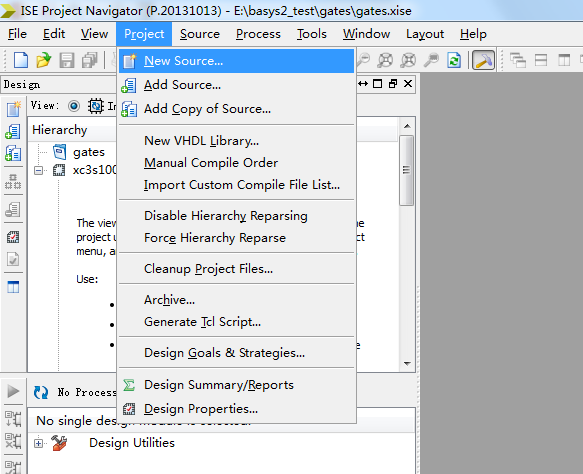 ISE Project Navigator (P.20131013) - E:\basys2_test\gates\gates.xise
File Edit View Project Source Process Tools Window Layout Help
New Source...
Add Source...
Add Copy of Source...
New VHDL Library...
Manual Compile Order
Import Custom Compile File List...
Disable Hierarchy Reparsing
Force Hierarchy Reparse
Cleanup Project Files...
Archive...
Generate Tcl Script...
Design Goals & Strategies...
Design Summary/Reports
Design Properties...
Design
View:
Hierarchy
gates
xc3s100
The view
project u
menu, a
Use:
No Process
No single design module is selected.
Design Utilities